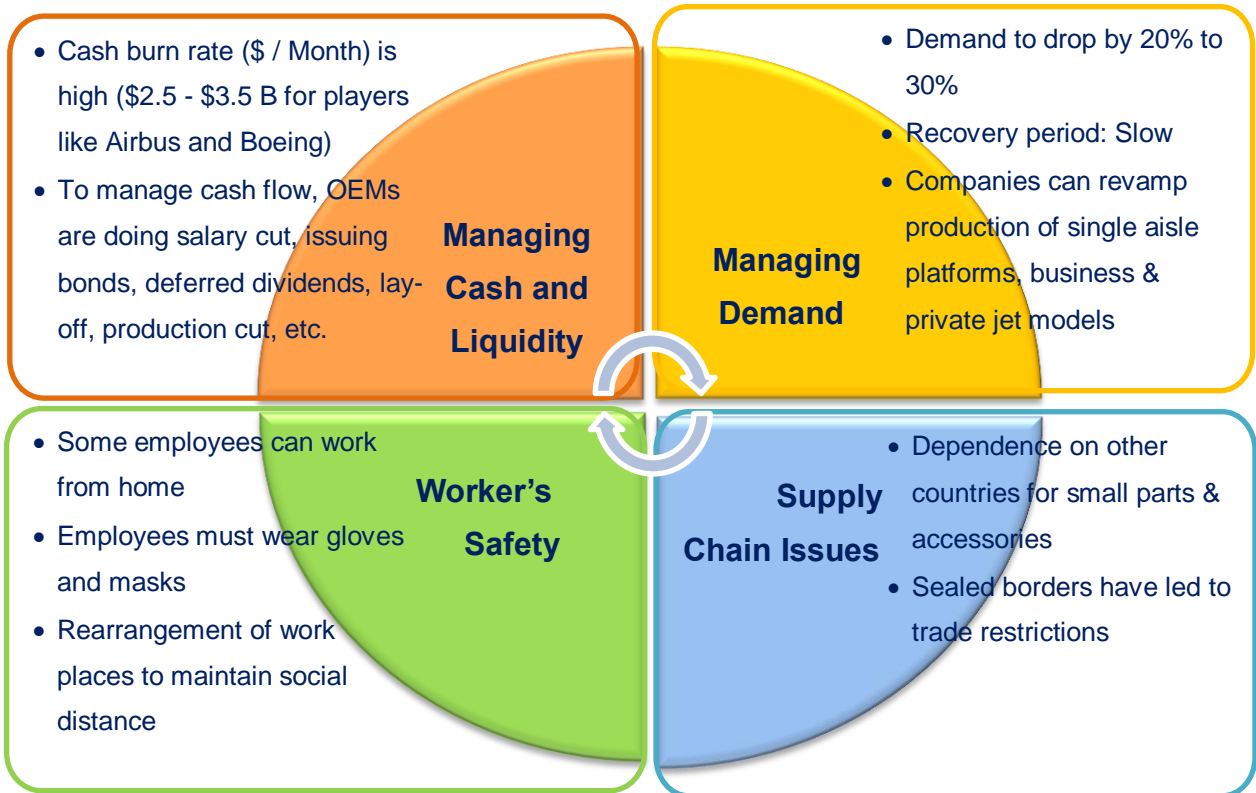 • Cash burn rate ($ / Month) is
high ($2.5 - $3.5 B for players
like Airbus and Boeing)
• To manage cash flow, OEMs
are doing salary cut, issuing
bonds, deferred dividends, lay-
off, production cut, etc.
Managing
Cash and
Liquidity
• Demand to drop by 20% to
30%
• Recovery period: Slow
• Companies can revamp
production of single aisle
platforms, business &
private jet models
Managing
Demand
• Some employees can work
from home
• Employees must wear gloves
and masks
• Rearrangement of work
places to maintain social
distance
Worker’s
Safety
• Dependence on other
countries for small parts &
accessories
• Sealed borders have led to
trade restrictions
Supply
Chain Issues